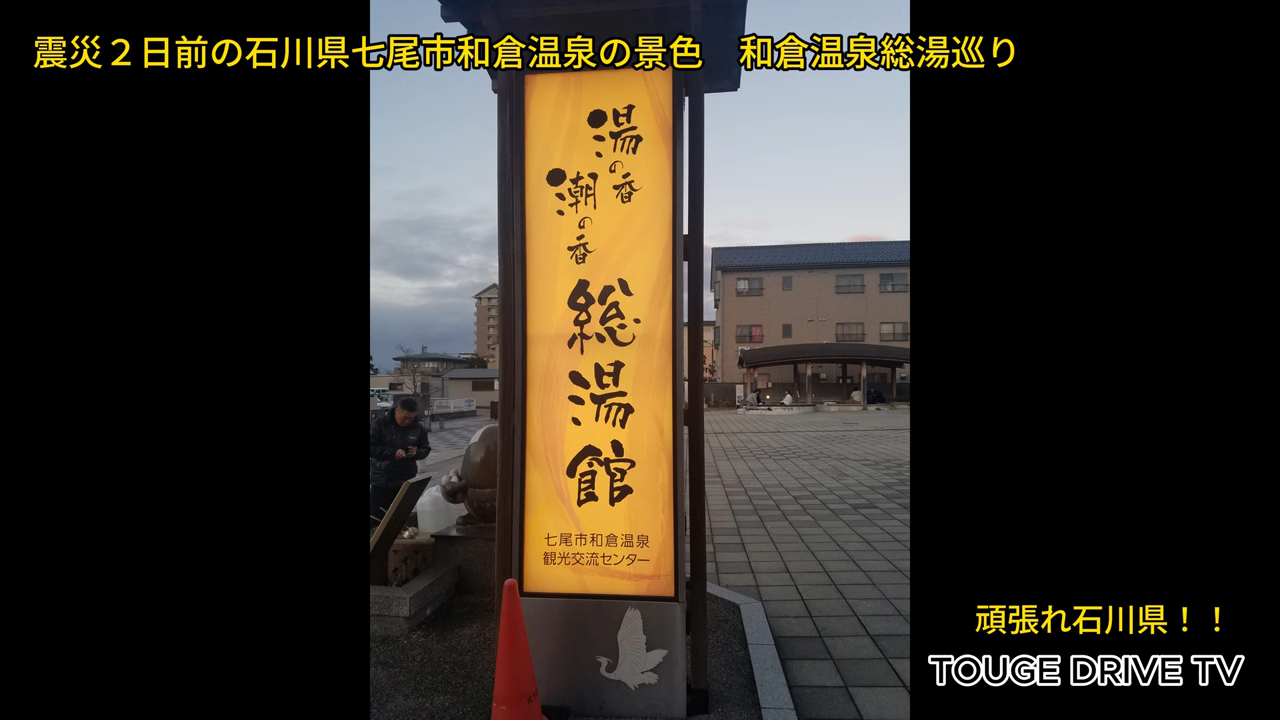 震災２日前の石川県七尾市和倉温泉の景色　和倉温泉総湯巡り
湯の香
潮の香
総湯館
七尾市和倉温泉
観光交流センター
頑張れ石川県！！
TOUGE DRIVE TV